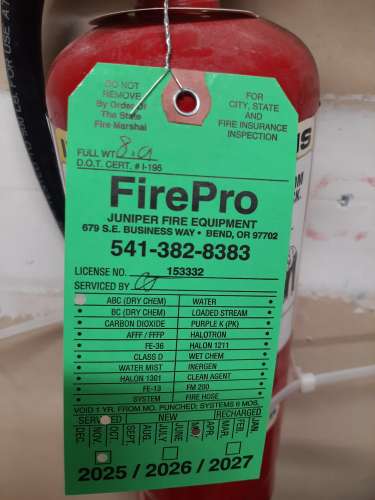 DO NOT
REMOVE
By Order Of
The State
Fire Marshal
FOR
CITY, STATE
AND
FIRE INSURANCE
INSPECTION
FULL WT.
D.O.T. CERT. # I-195
FirePro
JUNIPER FIRE EQUIPMENT
679 S.E. BUSINESS WAY • BEND, OR 97702
541-382-8383
LICENSE NO. 153332
SERVICED BY
ABC (DRY CHEM) WATER
BC (DRY CHEM) LOADED STREAM
CARBON DIOXIDE PURPLE K (PK)
AFFF / FFFP HALOTRON
FE-36 HALON 1211
CLASS D WET CHEM
WATER MIST INERGEN
HALON 1301 CLEAN AGENT
FE-13 FM 200
SYSTEM FIRE HOSE
VOID 1 YR. FROM MO. PUNCHED; SYSTEMS 6 MOS.
SERVICED NEW RECHARGED
NOV. OCT. SEPT. AUG. JULY JUNE APR. MAR. FEB. JAN.
2025 / 2026 / 2027